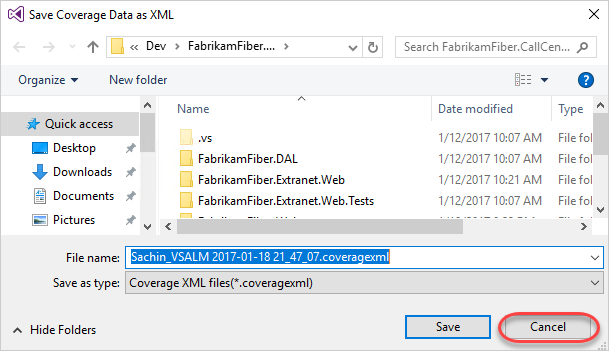 Save Coverage Data as XML
« Dev > FabrikamFiber....
Search FabrikamFiber.CallCen...
Organize New folder
Name Date modified Type
Quick access
.vs 1/12/2017 10:07 AM File fol
Desktop FabrikamFiber.DAL 1/12/2017 10:07 AM File fol
Downloads FabrikamFiber.Extranet.Web 1/12/2017 10:21 AM File fol
Documents FabrikamFiber.Extranet.Web.Tests 1/12/2017 10:07 AM File fol
Pictures
File name: Sachin_VSALM 2017-01-18 21_47_07.coveragexml
Save as type: Coverage XML files(*.coveragexml)
Hide Folders
Save Cancel